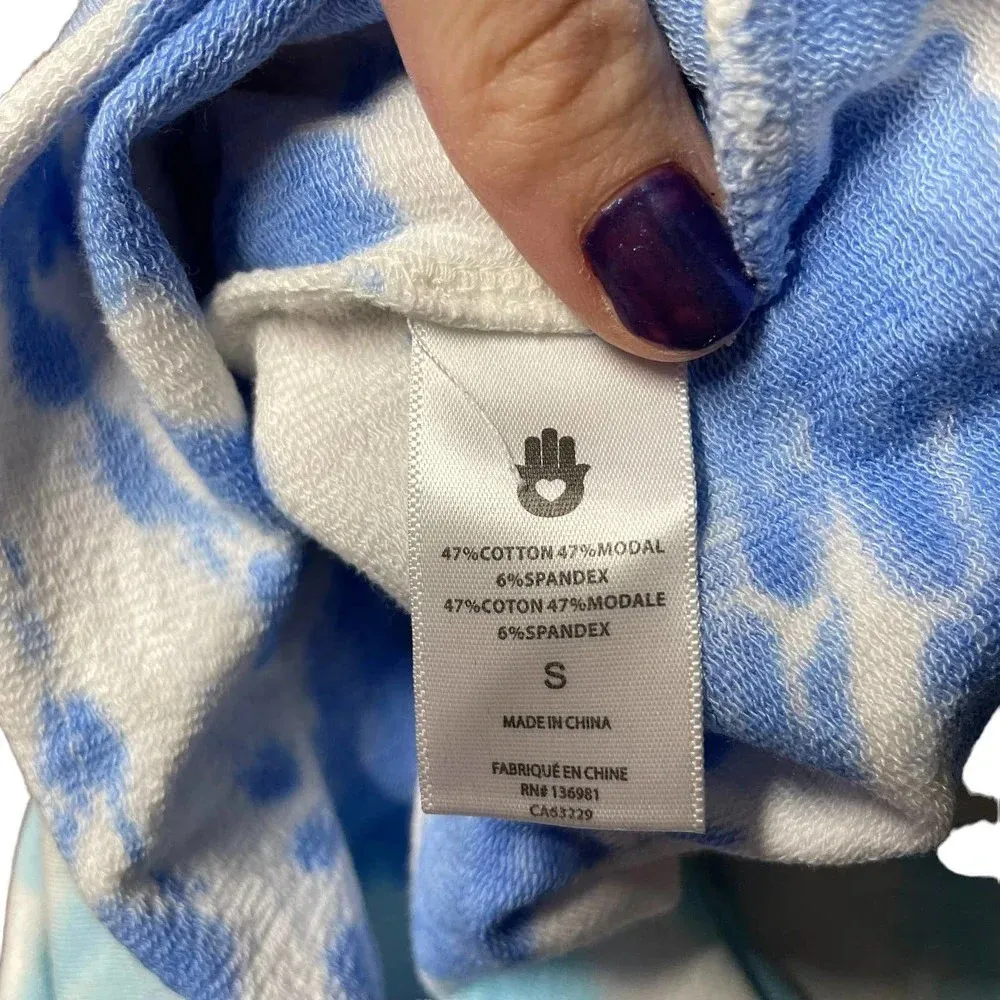 47%COTTON 47%MODAL
6%SPANDEX
47%COTON 47%MODALE
6%SPANDEX
S
MADE IN CHINA
FABRIQUÉ EN CHINE
RN# 136981
CA63229